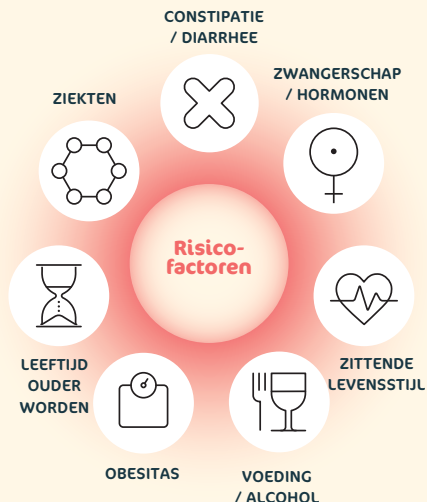 CONSTIPATIE
/ DIARRHEE
ZWANGERSCHAP
/ HORMONEN
ZIEKTEN
Risico-
factoren
LEEFTIJD
OUDER
WORDEN
ZITTENDE
LEVENSSTIJL
OBESITAS
VOEDING
/ ALCOHOL